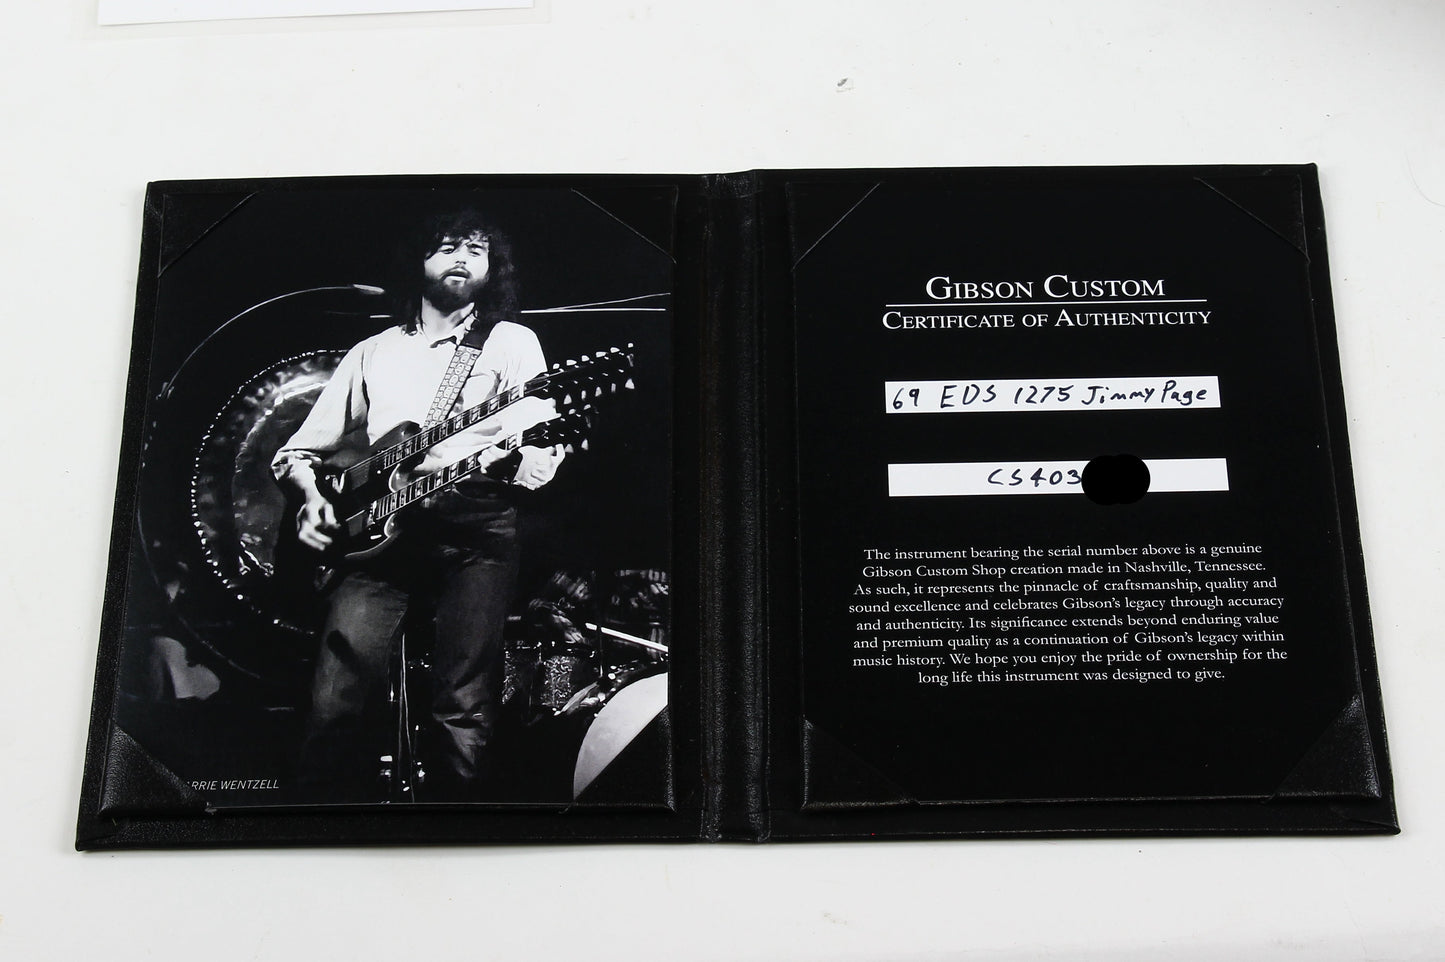 GIBSON CUSTOM
CERTIFICATE OF AUTHENTICITY
69 EDS 1275 Jimmy Page
CS403
The instrument bearing the serial number above is a genuine
Gibson Custom Shop creation made in Nashville, Tennessee.
As such, it represents the pinnacle of craftsmanship, quality and
sound excellence and celebrates Gibson's legacy through accuracy
and authenticity. Its significance extends beyond enduring value
and premium quality as a continuation of Gibson's legacy within
music history. We hope you enjoy the pride of ownership for the
long life this instrument was designed to give.
ARRIE WENTZELL